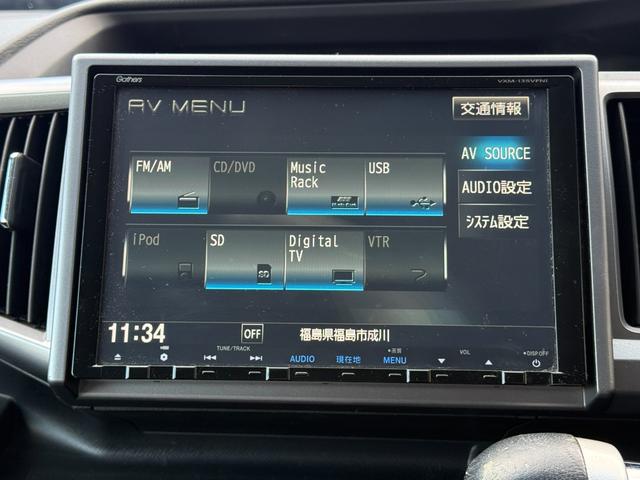 Gathers
VXM-135VFNi
AV MENU
交通情報
FM/AM
CD/DVD
Music Rack
USB
AV SOURCE
AUDIO設定
システム設定
iPod
SD
Digital TV
VTR
SD
11:34
OFF
福島県福島市成川
TUNE/TRACK
AUDIO
現在地
●画質
MENU
VOL
●DISP.OFF